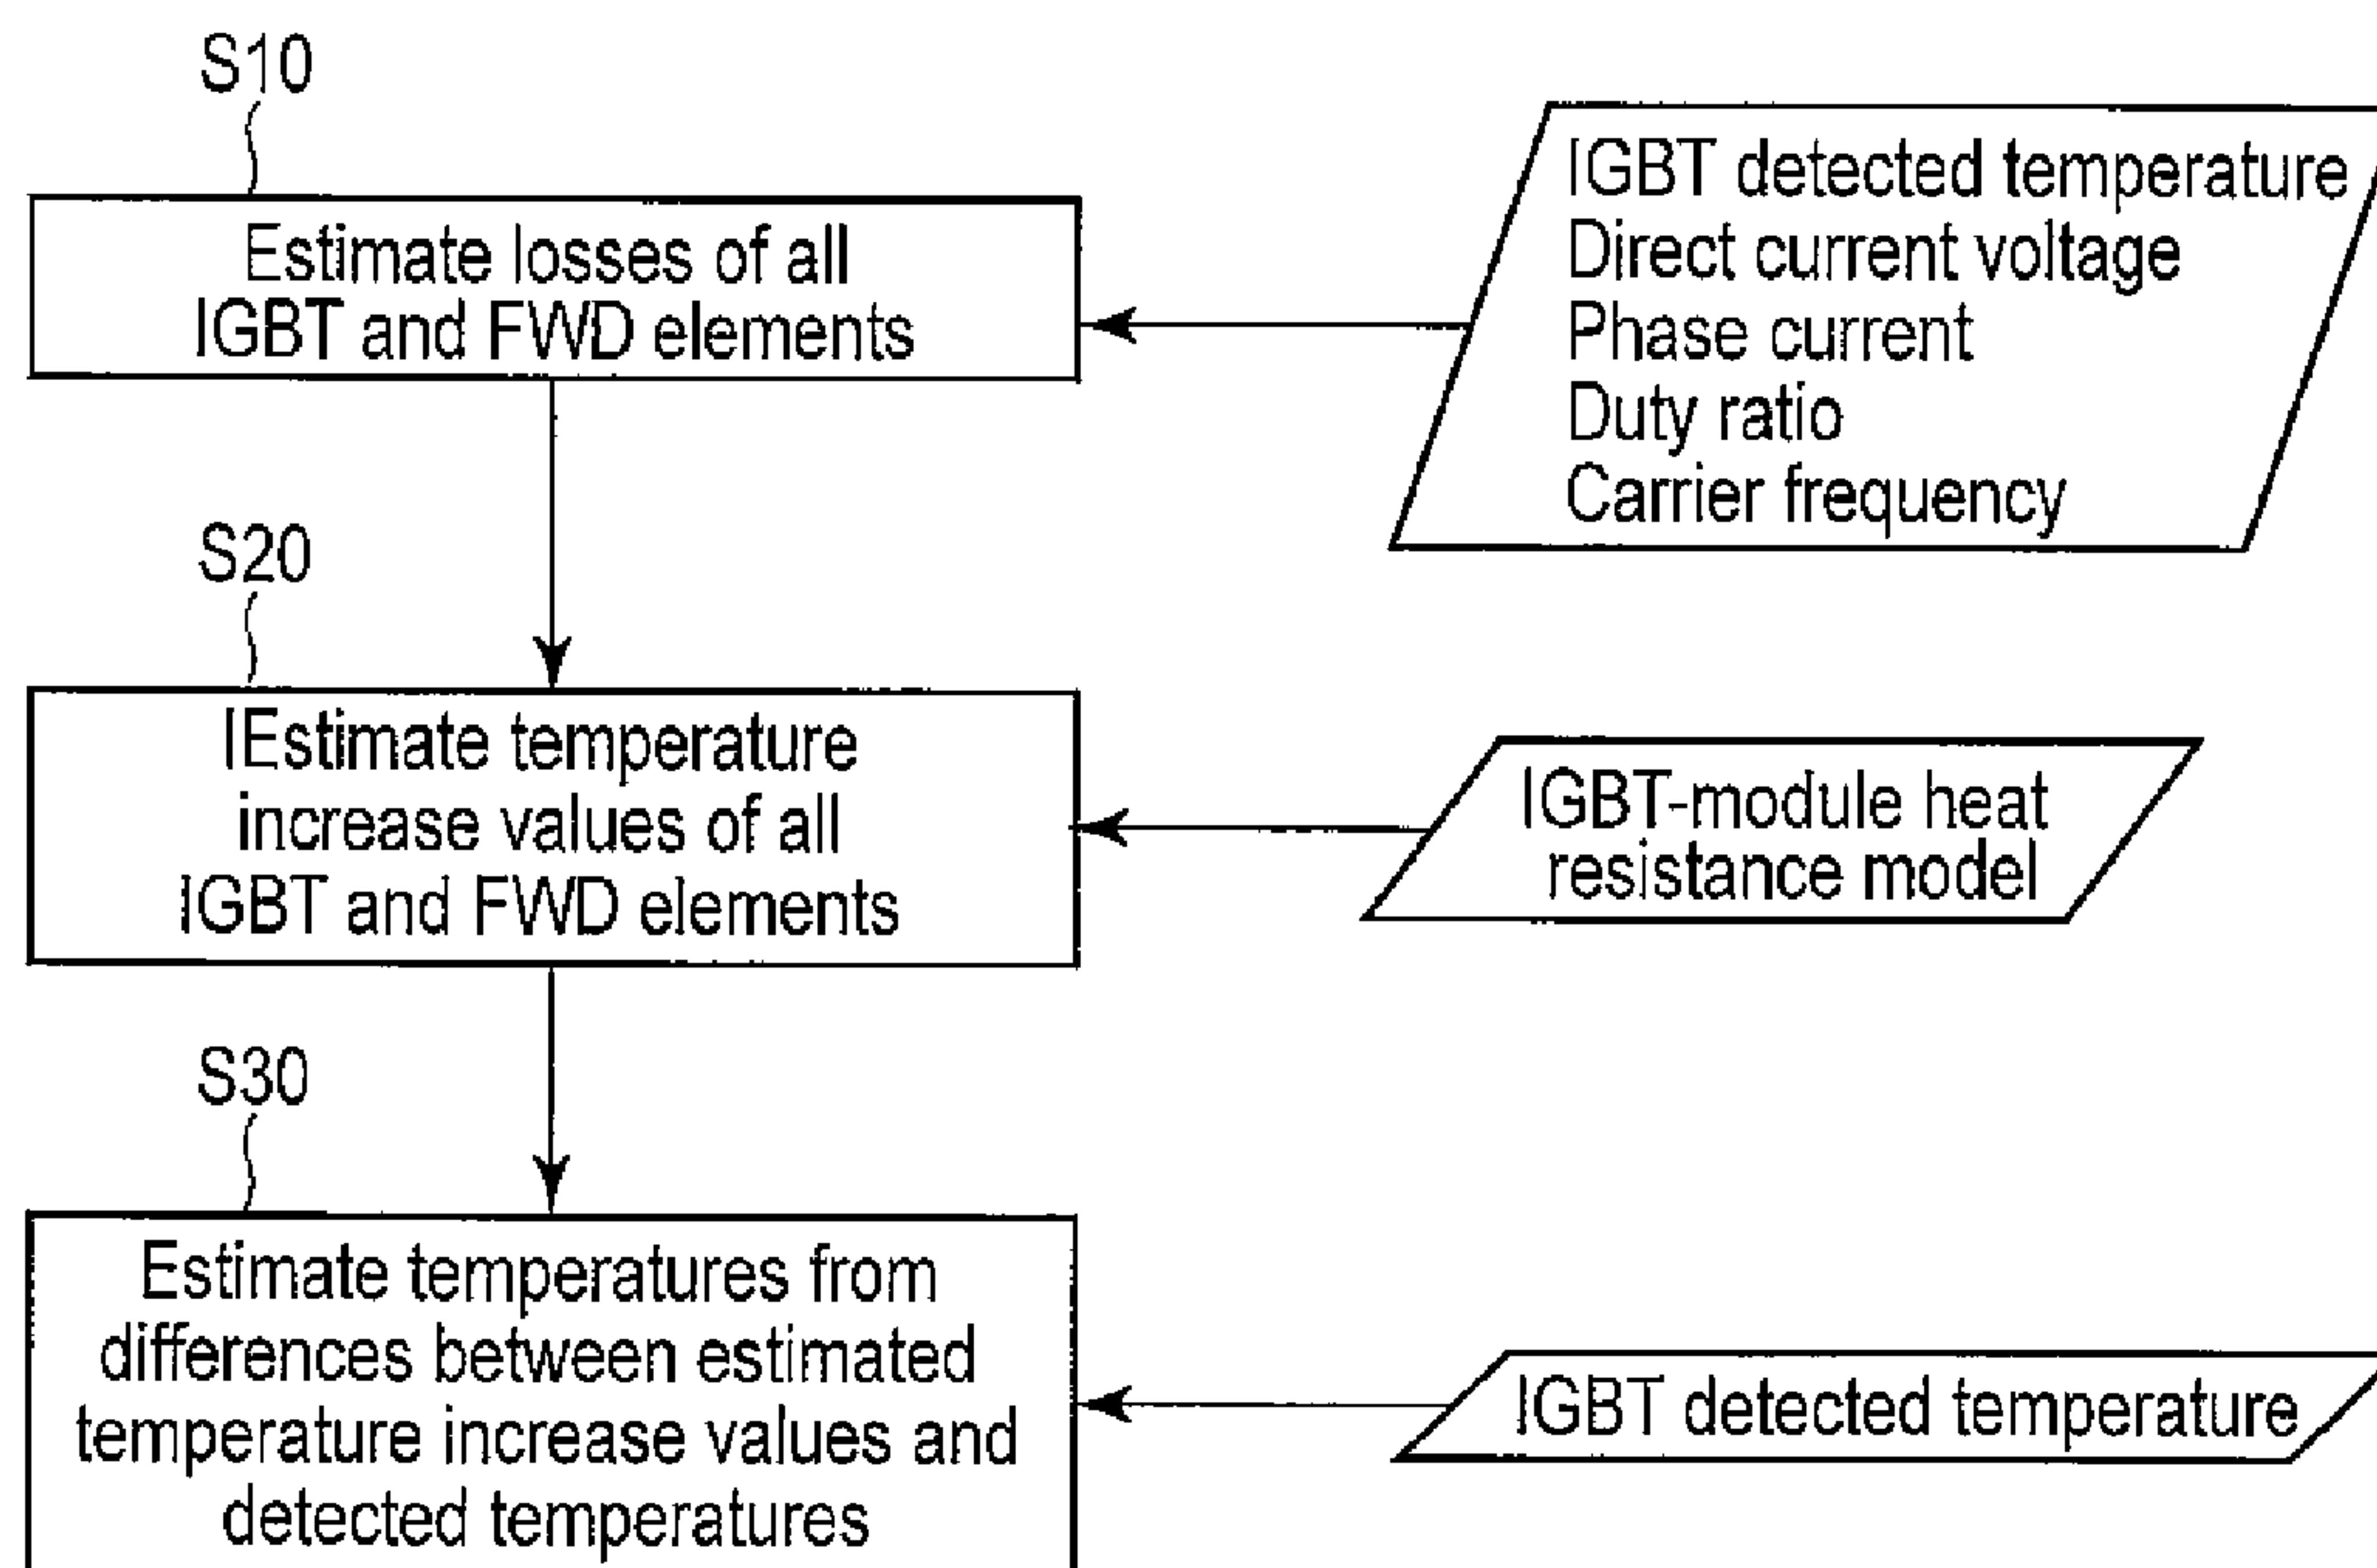 S10
Estimate losses of all
IGBT and FWD elements
IGBT detected temperature
Direct current voltage
Phase current
Duty ratio
Carrier frequency
S20
IEstimate temperature
increase values of all
IGBT and FWD elements
IGBT-module heat
resistance model
S30
Estimate temperatures from
differences between estimated
temperature increase values and
detected temperatures
IGBT detected temperature